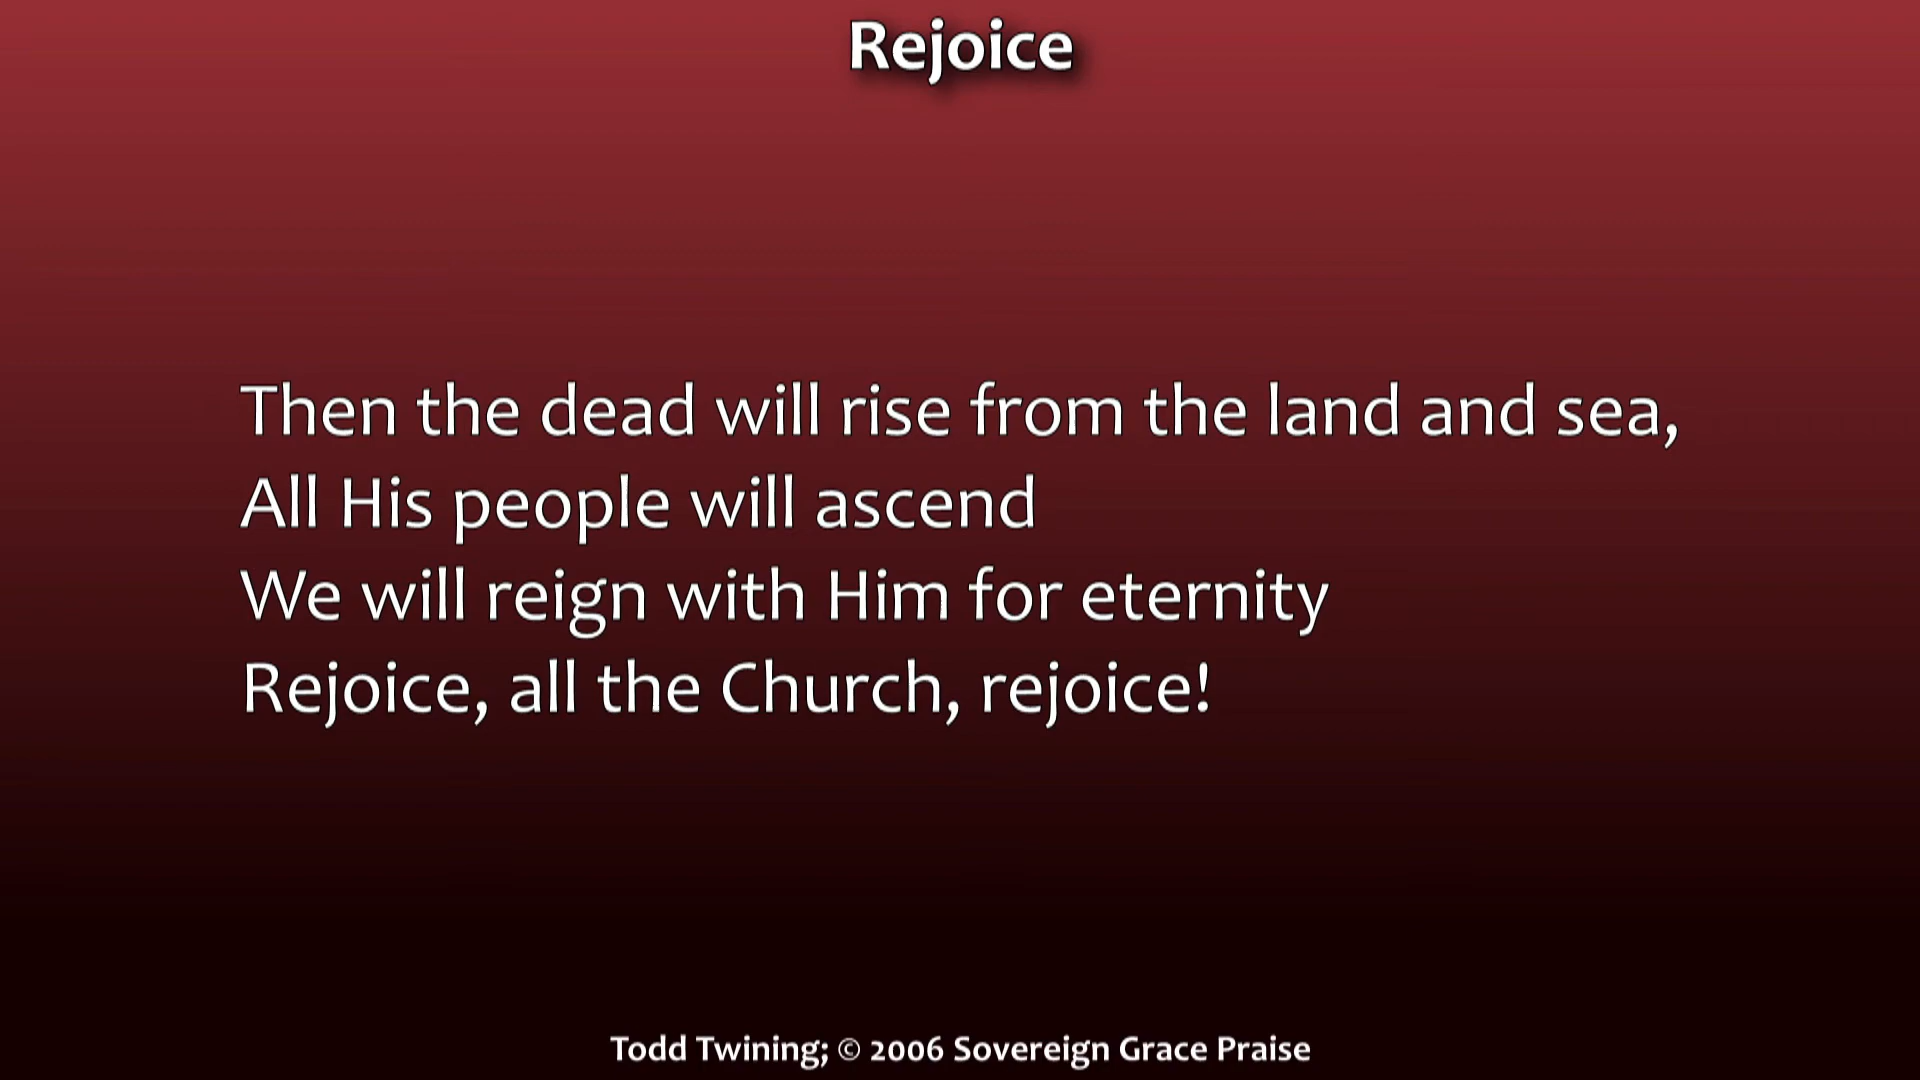 Rejoice
Then the dead will rise from the land and sea,
All His people will ascend
We will reign with Him for eternity
Rejoice, all the Church, rejoice!
Todd Twining; © 2006 Sovereign Grace Praise